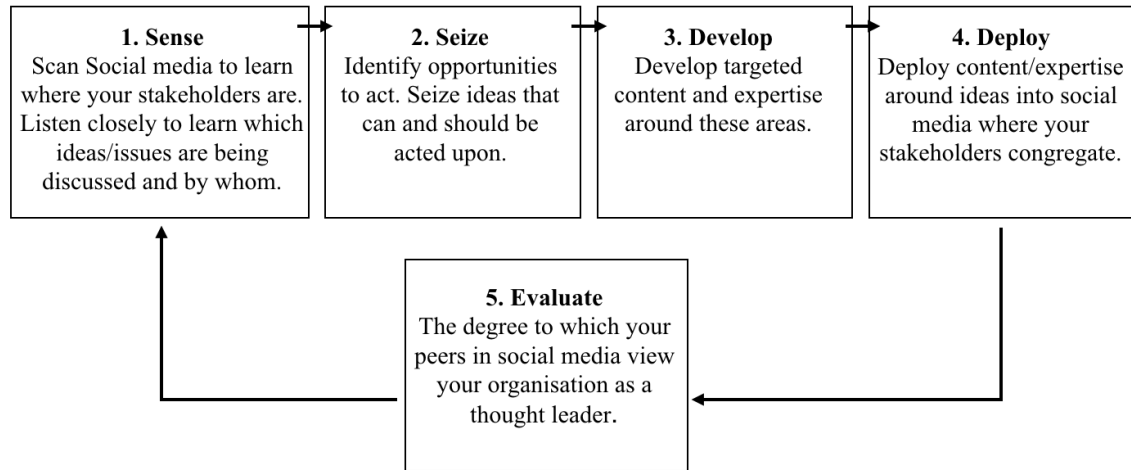 1. Sense
Scan Social media to learn
where your stakeholders are.
Listen closely to learn which
ideas/issues are being
discussed and by whom.
2. Seize
Identify opportunities
to act. Seize ideas that
can and should be
acted upon.
3. Develop
Develop targeted
content and expertise
around these areas.
4. Deploy
Deploy content/expertise
around ideas into social
media where your
stakeholders congregate.
5. Evaluate
The degree to which your
peers in social media view
your organisation as a
thought leader.